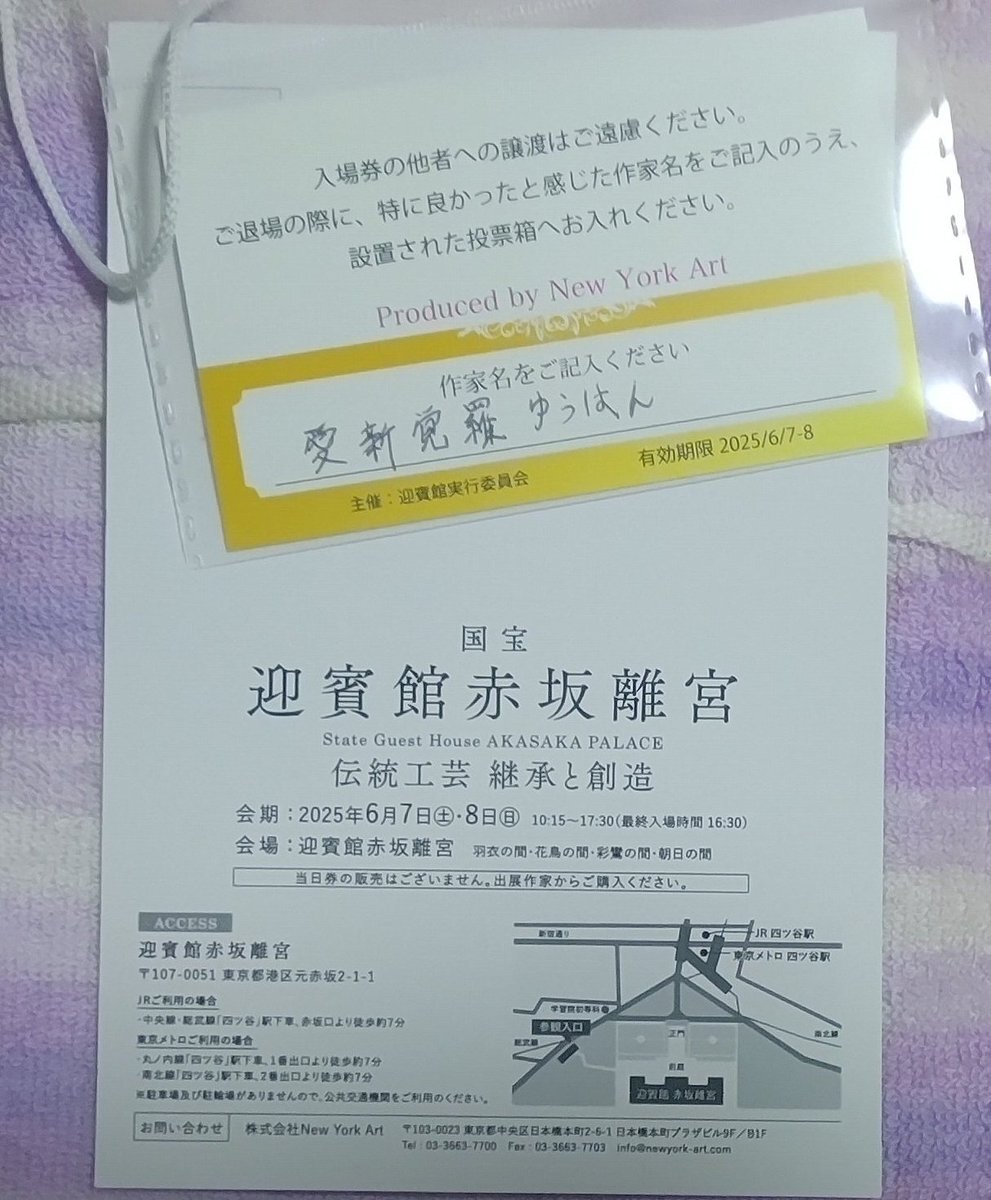 入場券の他者への譲渡はご遠慮ください。
ご退場の際に、特に良かったと感じた作家名をご記入のうえ、
設置された投票箱へお入れください。
Produced by New York Art
作家名をご記入ください
愛新覚羅 ゆうはん
主催：迎賓館実行委員会
有効期限 2025/6/7-8
国宝
迎賓館赤坂離宮
State Guest House AKASAKA PALACE
伝統工芸 継承と創造
会期：2025年6月7日㊏・8日㊐ 10:15～17:30（最終入場時間 16:30）
会場：迎賓館赤坂離宮 羽衣の間・花鳥の間・彩鸞の間・朝日の間
当日券の販売はございません。出展作家からご購入ください。
ACCESS
迎賓館赤坂離宮
〒107-0051 東京都港区元赤坂2-1-1
JRご利用の場合
・中央線・総武線「四ツ谷」駅下車、赤坂口より徒歩約7分
東京メトロご利用の場合
・丸ノ内線「四ツ谷」駅下車、1番出口より徒歩約7分
南北線「四ツ谷」駅下車、2番出口より徒歩約7分
※駐車場及び駐輪場がありませんので、公共交通機関をご利用のください。
新宿通り
JR 四ツ谷駅
東京メトロ 四ツ谷駅
学習院初等科
参観入口
総武線
正門
南北線
前庭
迎賓館 赤坂離宮
お問い合わせ 株式会社New York Art 〒103-0023 東京都中央区日本橋本町2-6-1 日本橋本町プラザビル9F／B1F
Tel：03-3663-7700 Fax：03-3663-7703 info@newyork-art.com